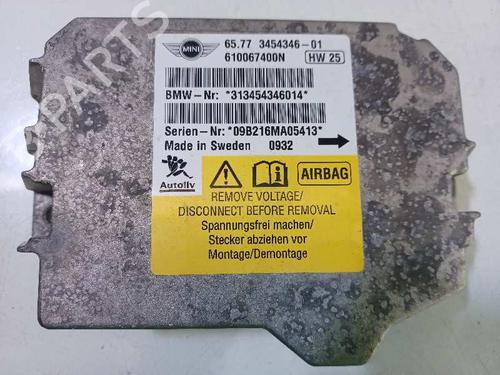 MINI
65.77 3454346-01
610067400N
HW 25
BMW-Nr: *313454346014*
Serien-Nr: *09B216MA05413*
Made in Sweden 0932
Autoliv
AIRBAG
REMOVE VOLTAGE/
DISCONNECT BEFORE REMOVAL
Spannungsfrei machen/
Stecker abziehen vor
Montage/Demontage